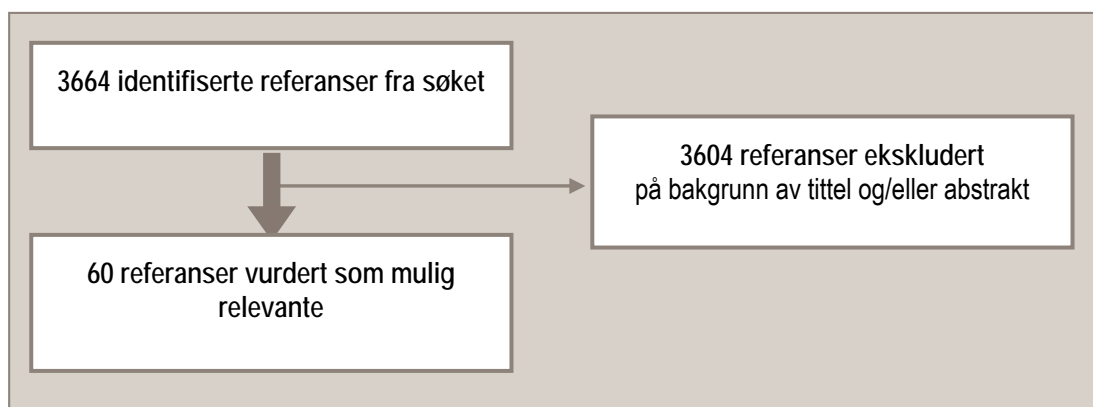 3664 identifiserte referanser fra søket
3604 referanser ekskludert
på bakgrunn av tittel og/eller abstrakt
60 referanser vurdert som mulig
relevante